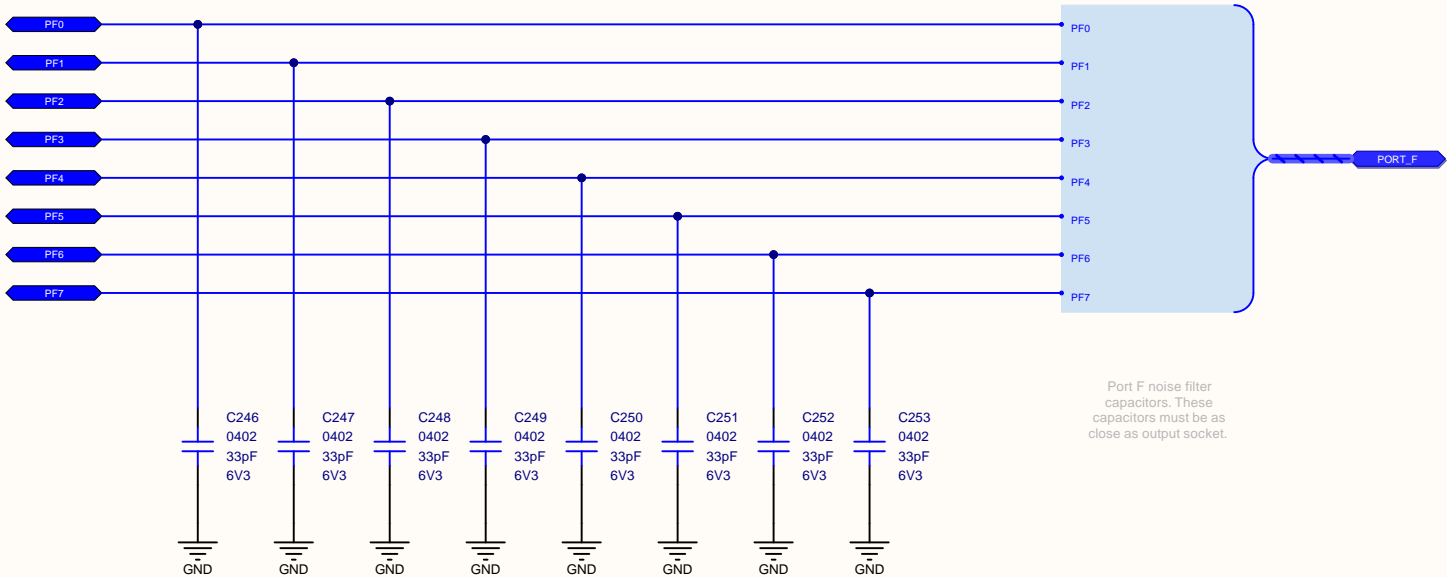 PF0
PF1
PF2
PF3
PF4
PF5
PF6
PF7
PF0
PF1
PF2
PF3
PF4
PF5
PF6
PF7
PORT_F
Port F noise filter
capacitors. These
capacitors must be as
close as output socket.
C246
0402
33pF
6V3
C247
0402
33pF
6V3
C248
0402
33pF
6V3
C249
0402
33pF
6V3
C250
0402
33pF
6V3
C251
0402
33pF
6V3
C252
0402
33pF
6V3
C253
0402
33pF
6V3
GND
GND
GND
GND
GND
GND
GND
GND